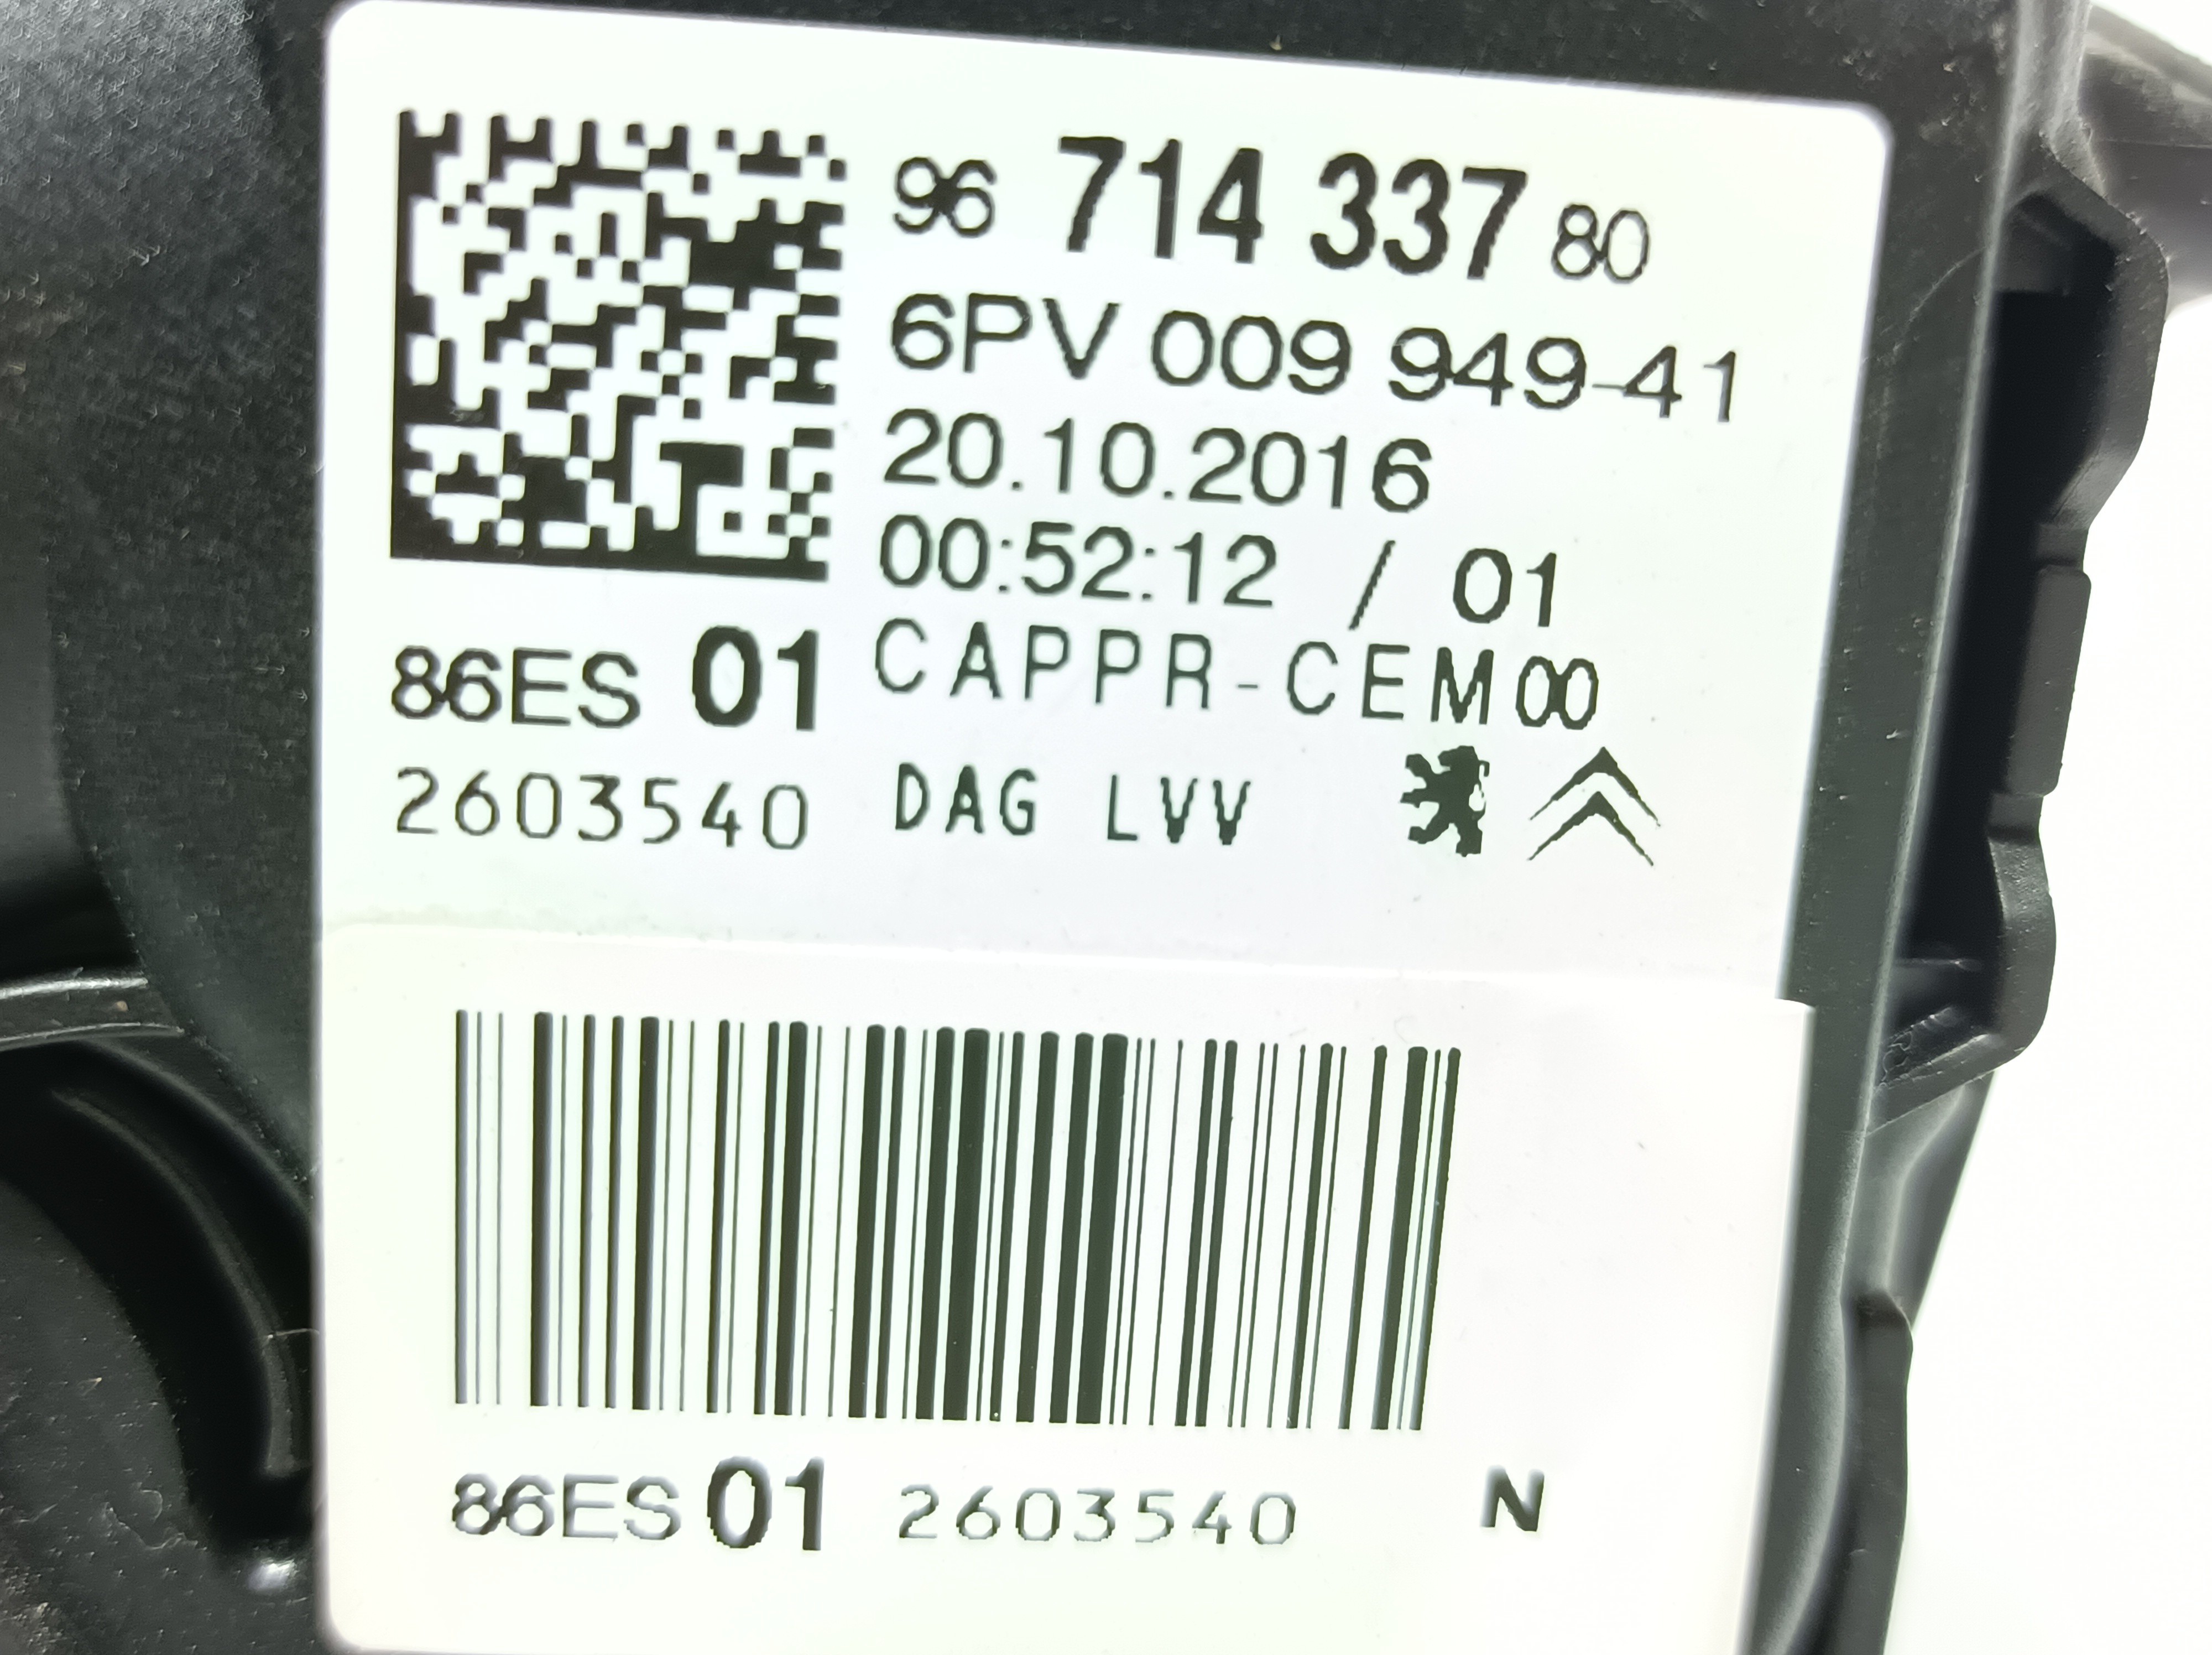 96 714 337 80
6PV 009 949-41
20.10.2016
00:52:12 / 01
86ES 01 CAPPR-CEM00
2603540 DAG LVV
86ES 01 2603540 N